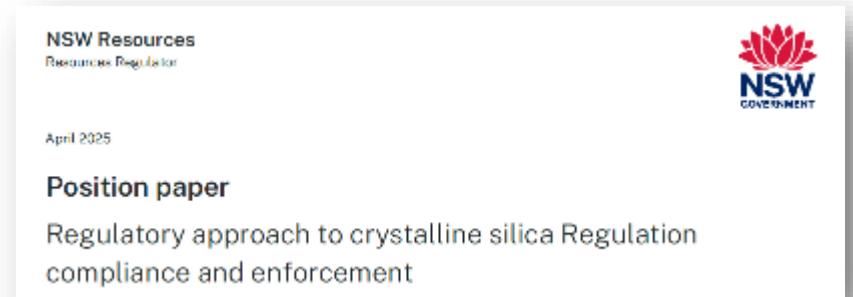 NSW Resources
Resources Regulator
NSW
GOVERNMENT
April 2025
Position paper
Regulatory approach to crystalline silica Regulation
compliance and enforcement